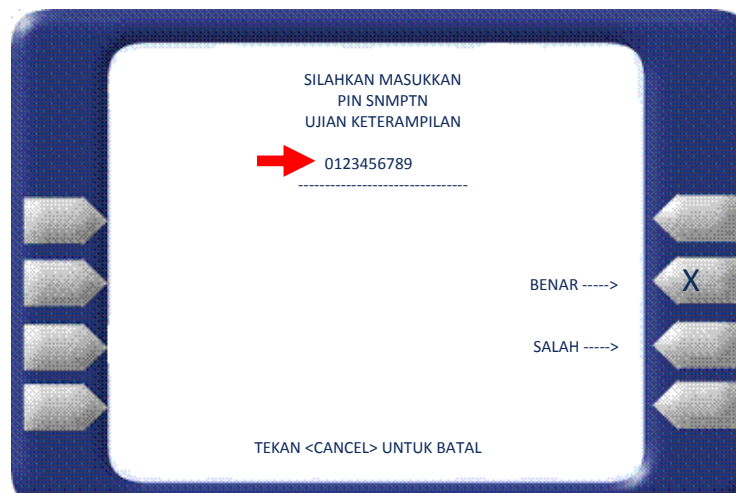 SILAHKAN MASUKKAN
PIN SNMPTN
UJIAN KETERAMPILAN
0123456789
--------------------------------
BENAR ----->
X
SALAH ----->
TEKAN <CANCEL> UNTUK BATAL